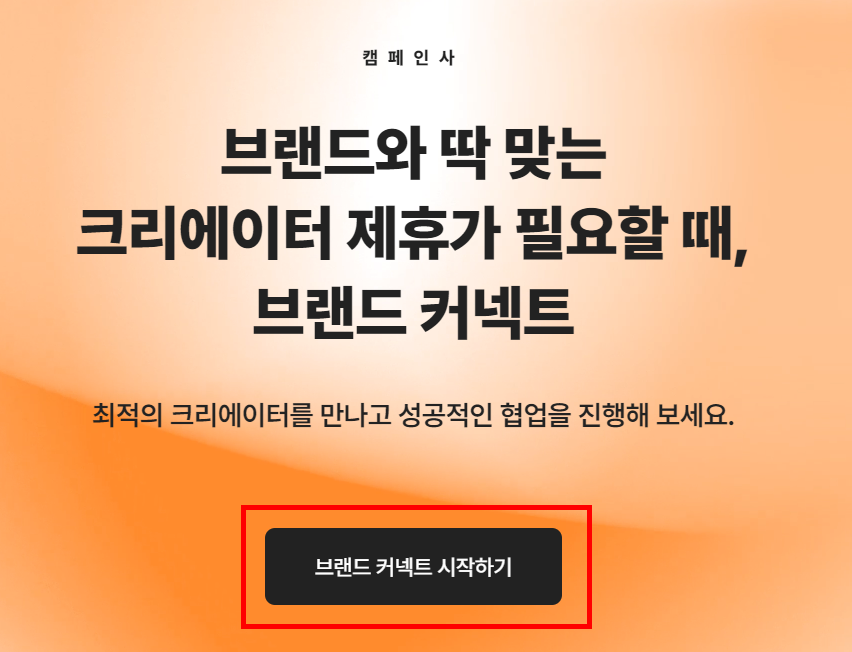 캠페인사
브랜드와 딱 맞는
크리에이터 제휴가 필요할 때,
브랜드 커넥트
최적의 크리에이터를 만나고 성공적인 협업을 진행해 보세요.
브랜드 커넥트 시작하기